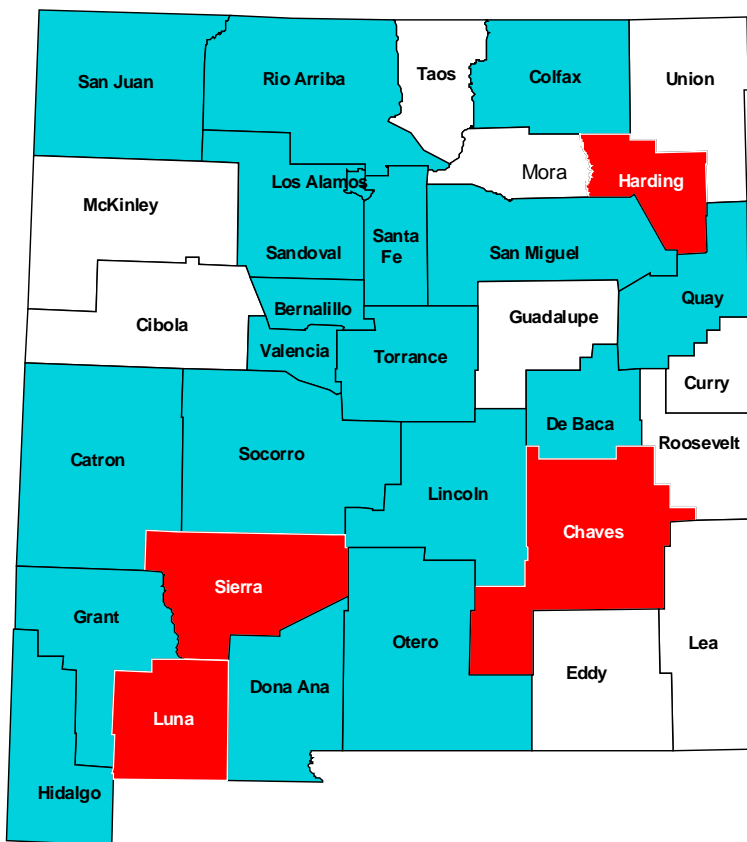 San Juan
Rio Arriba
Taos
Colfax
Union
Mora
Harding
Los Alamos
McKinley
Santa
Fe
Sandoval
San Miguel
Quay
Bernalillo
Guadalupe
Cibola
Valencia
Torrance
Curry
De Baca
Roosevelt
Socorro
Catron
Lincoln
Chaves
Sierra
Grant
Otero
Lea
Eddy
Dona Ana
Luna
Hidalgo